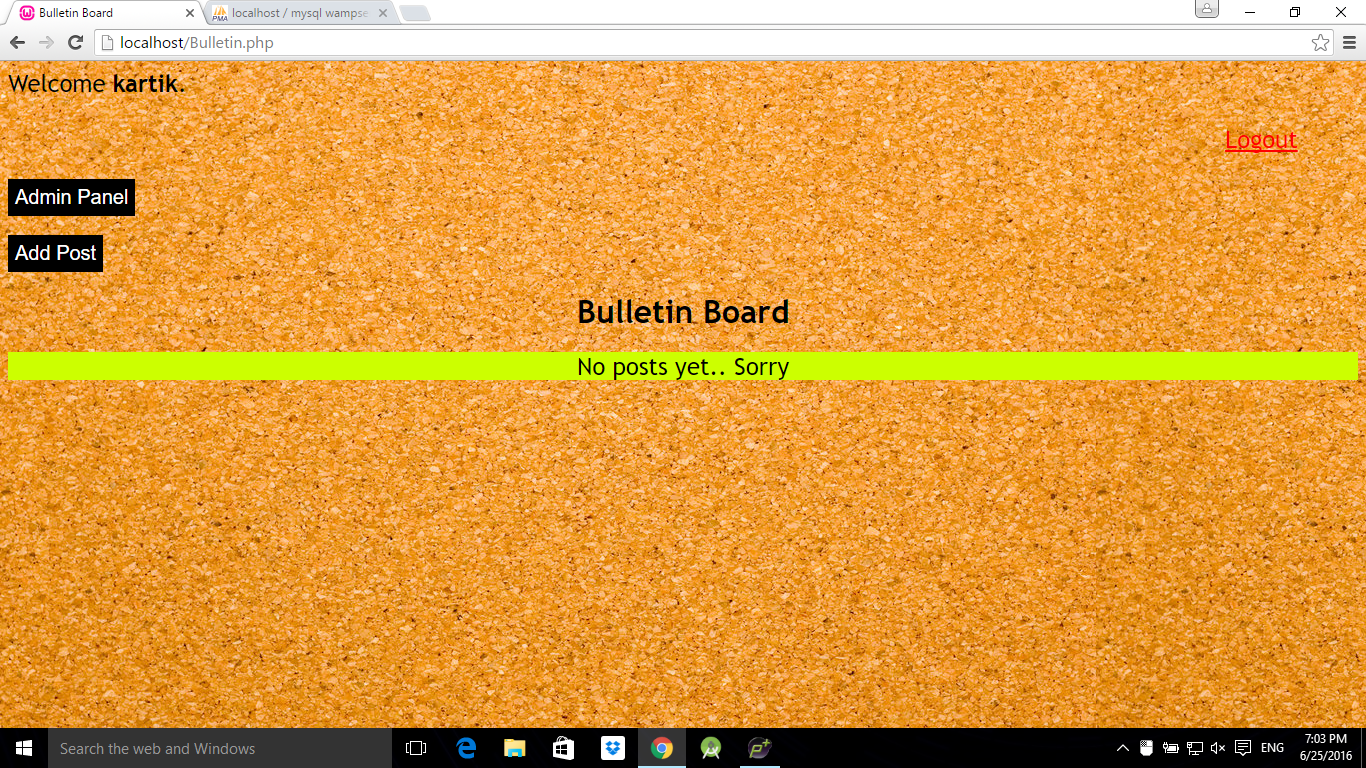 Bulletin Board
localhost / mysql wampse
localhost/Bulletin.php
Welcome kartik.
Logout
Admin Panel
Add Post
Bulletin Board
No posts yet.. Sorry
Search the web and Windows
ENG
7:03 PM
6/25/2016